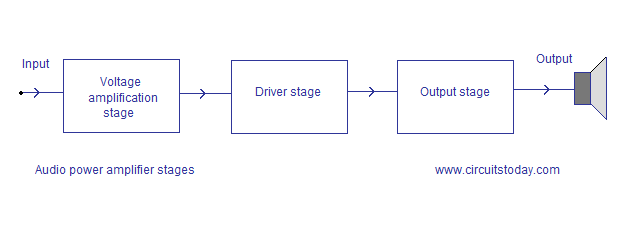 Input
Output
Voltage
amplification
stage
Driver stage
Output stage
Audio power amplifier stages
www.circuitstoday.com